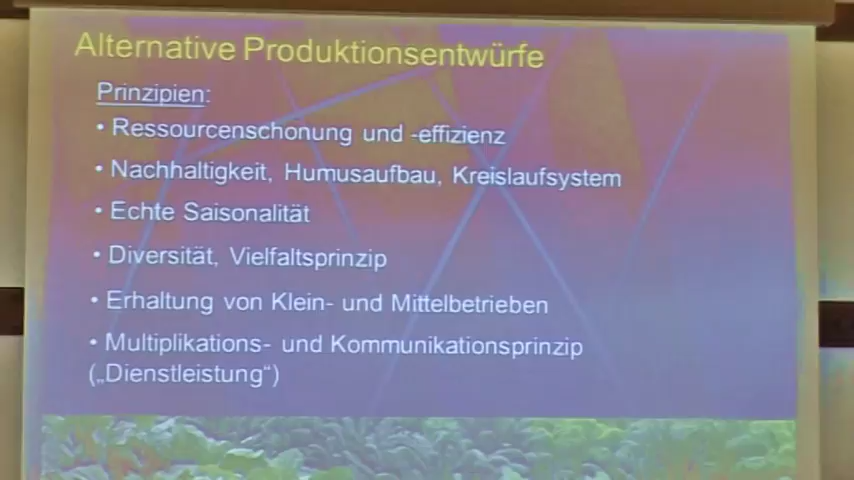 Alternative Produktionsentwürfe
Prinzipien:
• Ressourcenschonung und -effizienz
• Nachhaltigkeit, Humusaufbau, Kreislaufsystem
• Echte Saisonalität
• Diversität, Vielfaltsprinzip
• Erhaltung von Klein- und Mittelbetrieben
• Multiplikations- und Kommunikationsprinzip
(„Dienstleistung“)